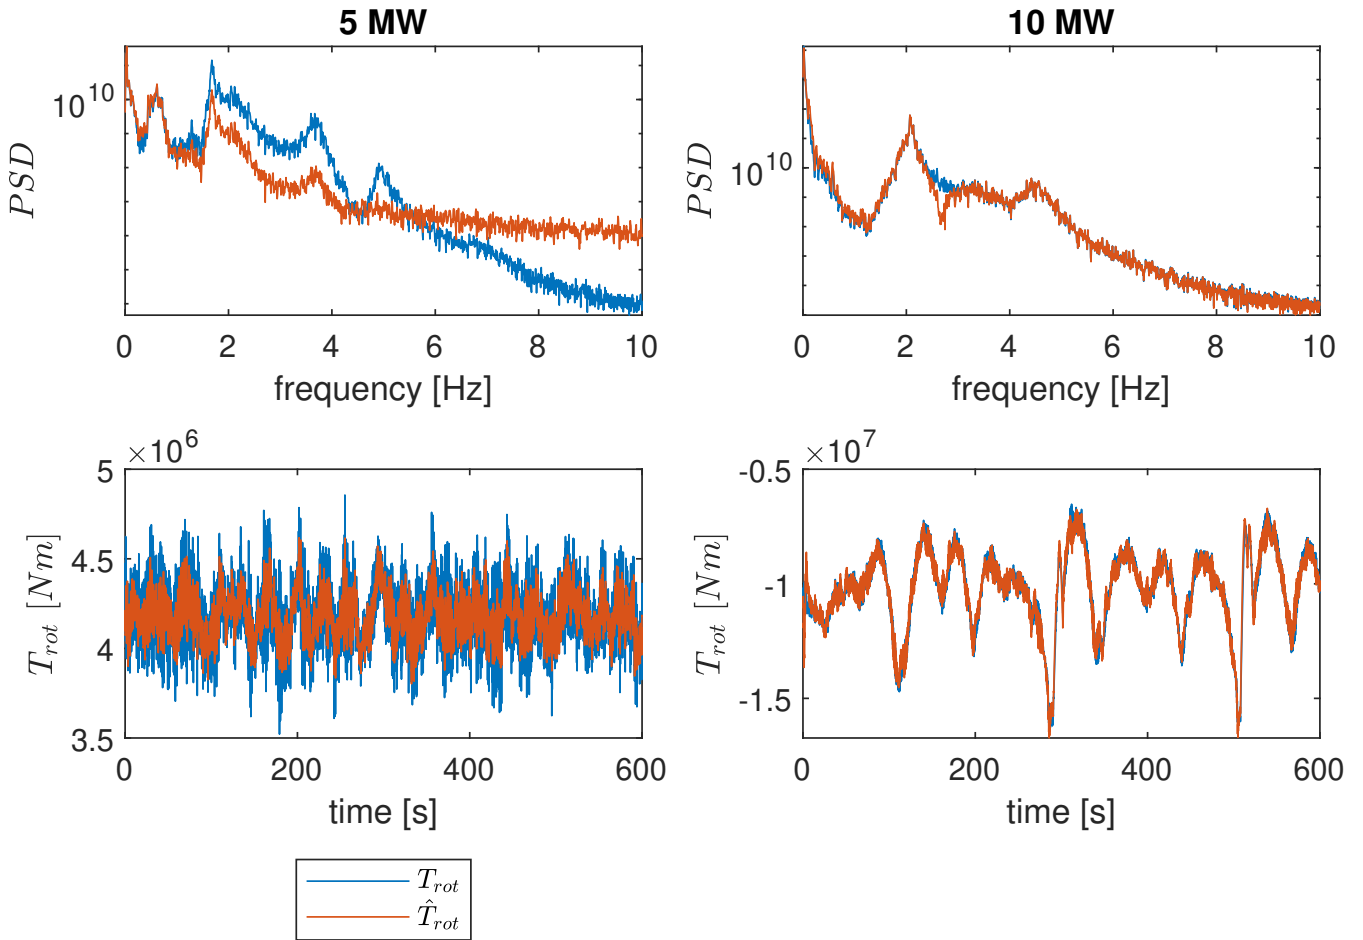 5 MW
10 MW
PSD
10^10
0 2 4 6 8 10
frequency [Hz]
PSD
10^10
0 2 4 6 8 10
frequency [Hz]
×10^6
T_rot [Nm]
5
4.5
4
3.5
0 200 400 600
time [s]
×10^7
T_rot [Nm]
-0.5
-1
-1.5
0 200 400 600
time [s]
T_rot
T̂_rot